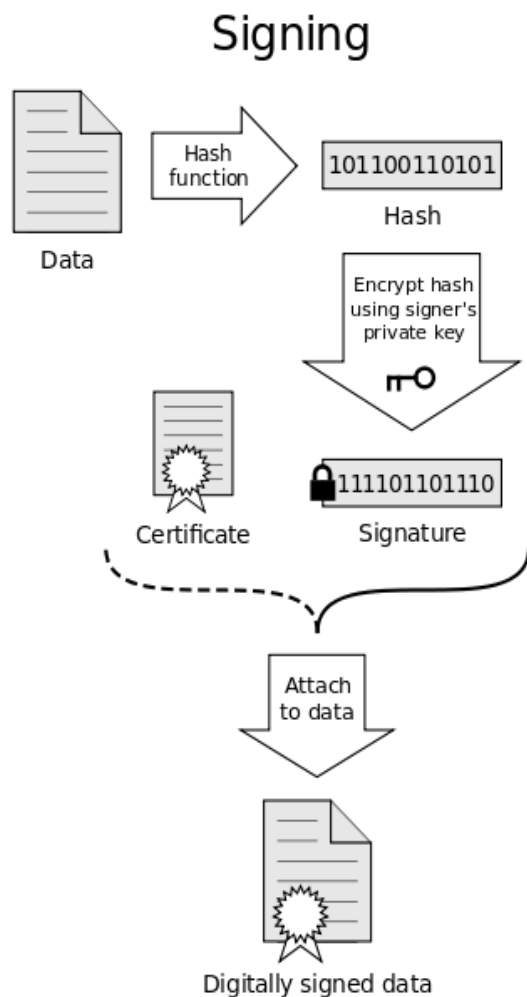 Signing
Hash
function
101100110101
Data
Hash
Encrypt hash
using signer's
private key
111101101110
Certificate
Signature
Attach
to data
Digitally signed data